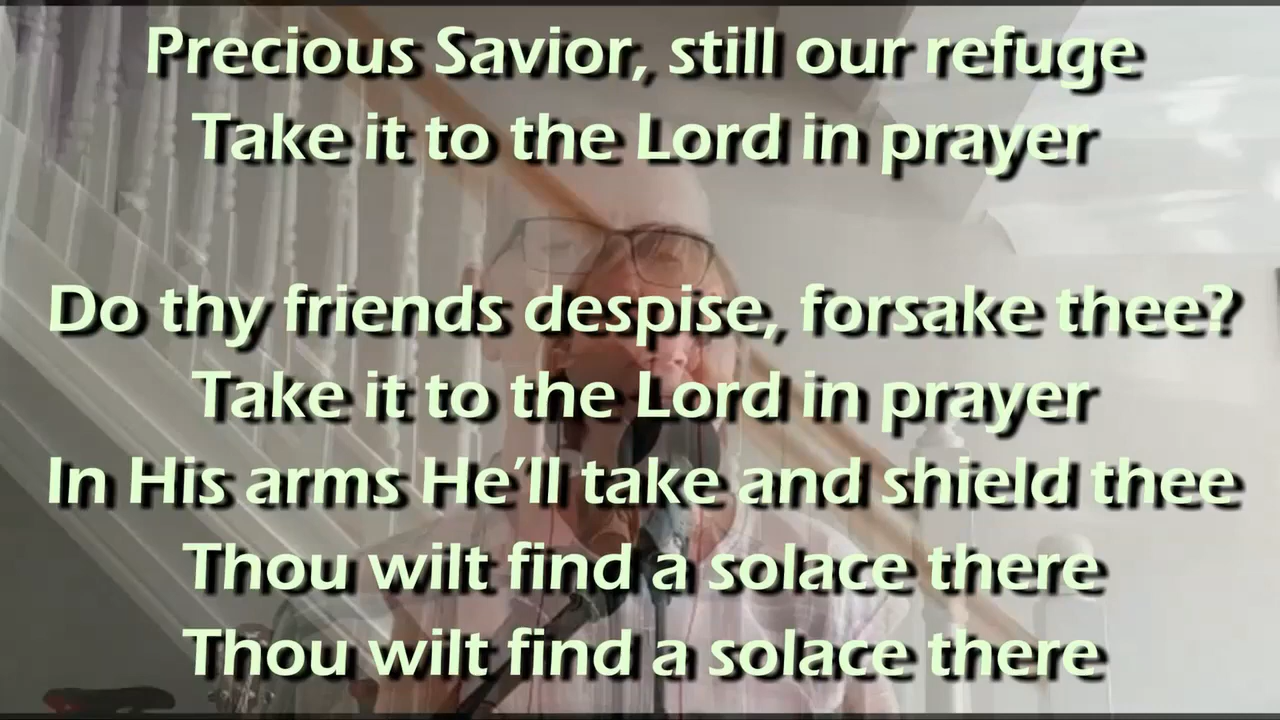 Precious Savior, still our refuge
Take it to the Lord in prayer
Do thy friends despise, forsake thee?
Take it to the Lord in prayer
In His arms He’ll take and shield thee
Thou wilt find a solace there
Thou wilt find a solace there